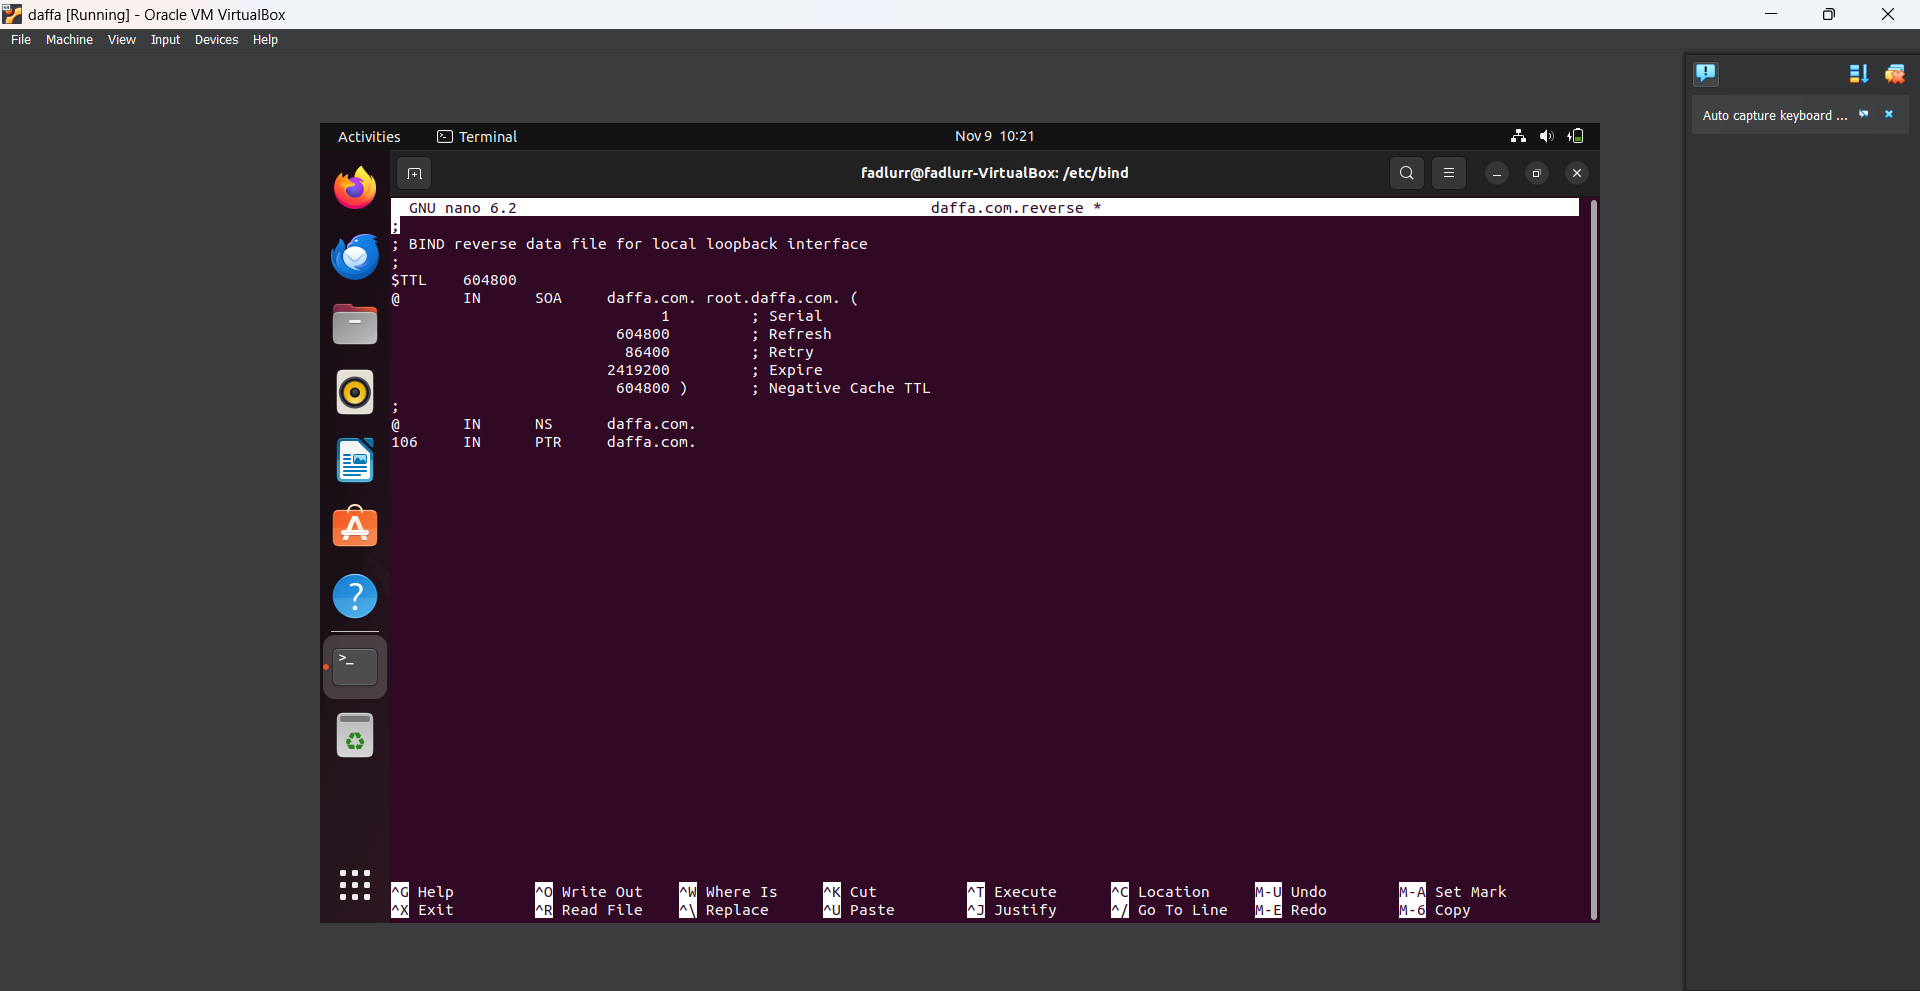 daffa [Running] - Oracle VM VirtualBox
File Machine View Input Devices Help
Auto capture keyboard ...
Activities Terminal Nov 9 10:21
fadlurr@fadlurr-VirtualBox: /etc/bind
GNU nano 6.2 daffa.com.reverse *
;
; BIND reverse data file for local loopback interface
;
$TTL 604800
@ IN SOA daffa.com. root.daffa.com. (
1 ; Serial
604800 ; Refresh
86400 ; Retry
2419200 ; Expire
604800 ) ; Negative Cache TTL
;
@ IN NS daffa.com.
106 IN PTR daffa.com.
^G Help ^O Write Out ^W Where Is ^K Cut ^T Execute ^C Location M-U Undo M-A Set Mark
^X Exit ^R Read File ^\ Replace ^U Paste ^J Justify ^/ Go To Line M-E Redo M-6 Copy